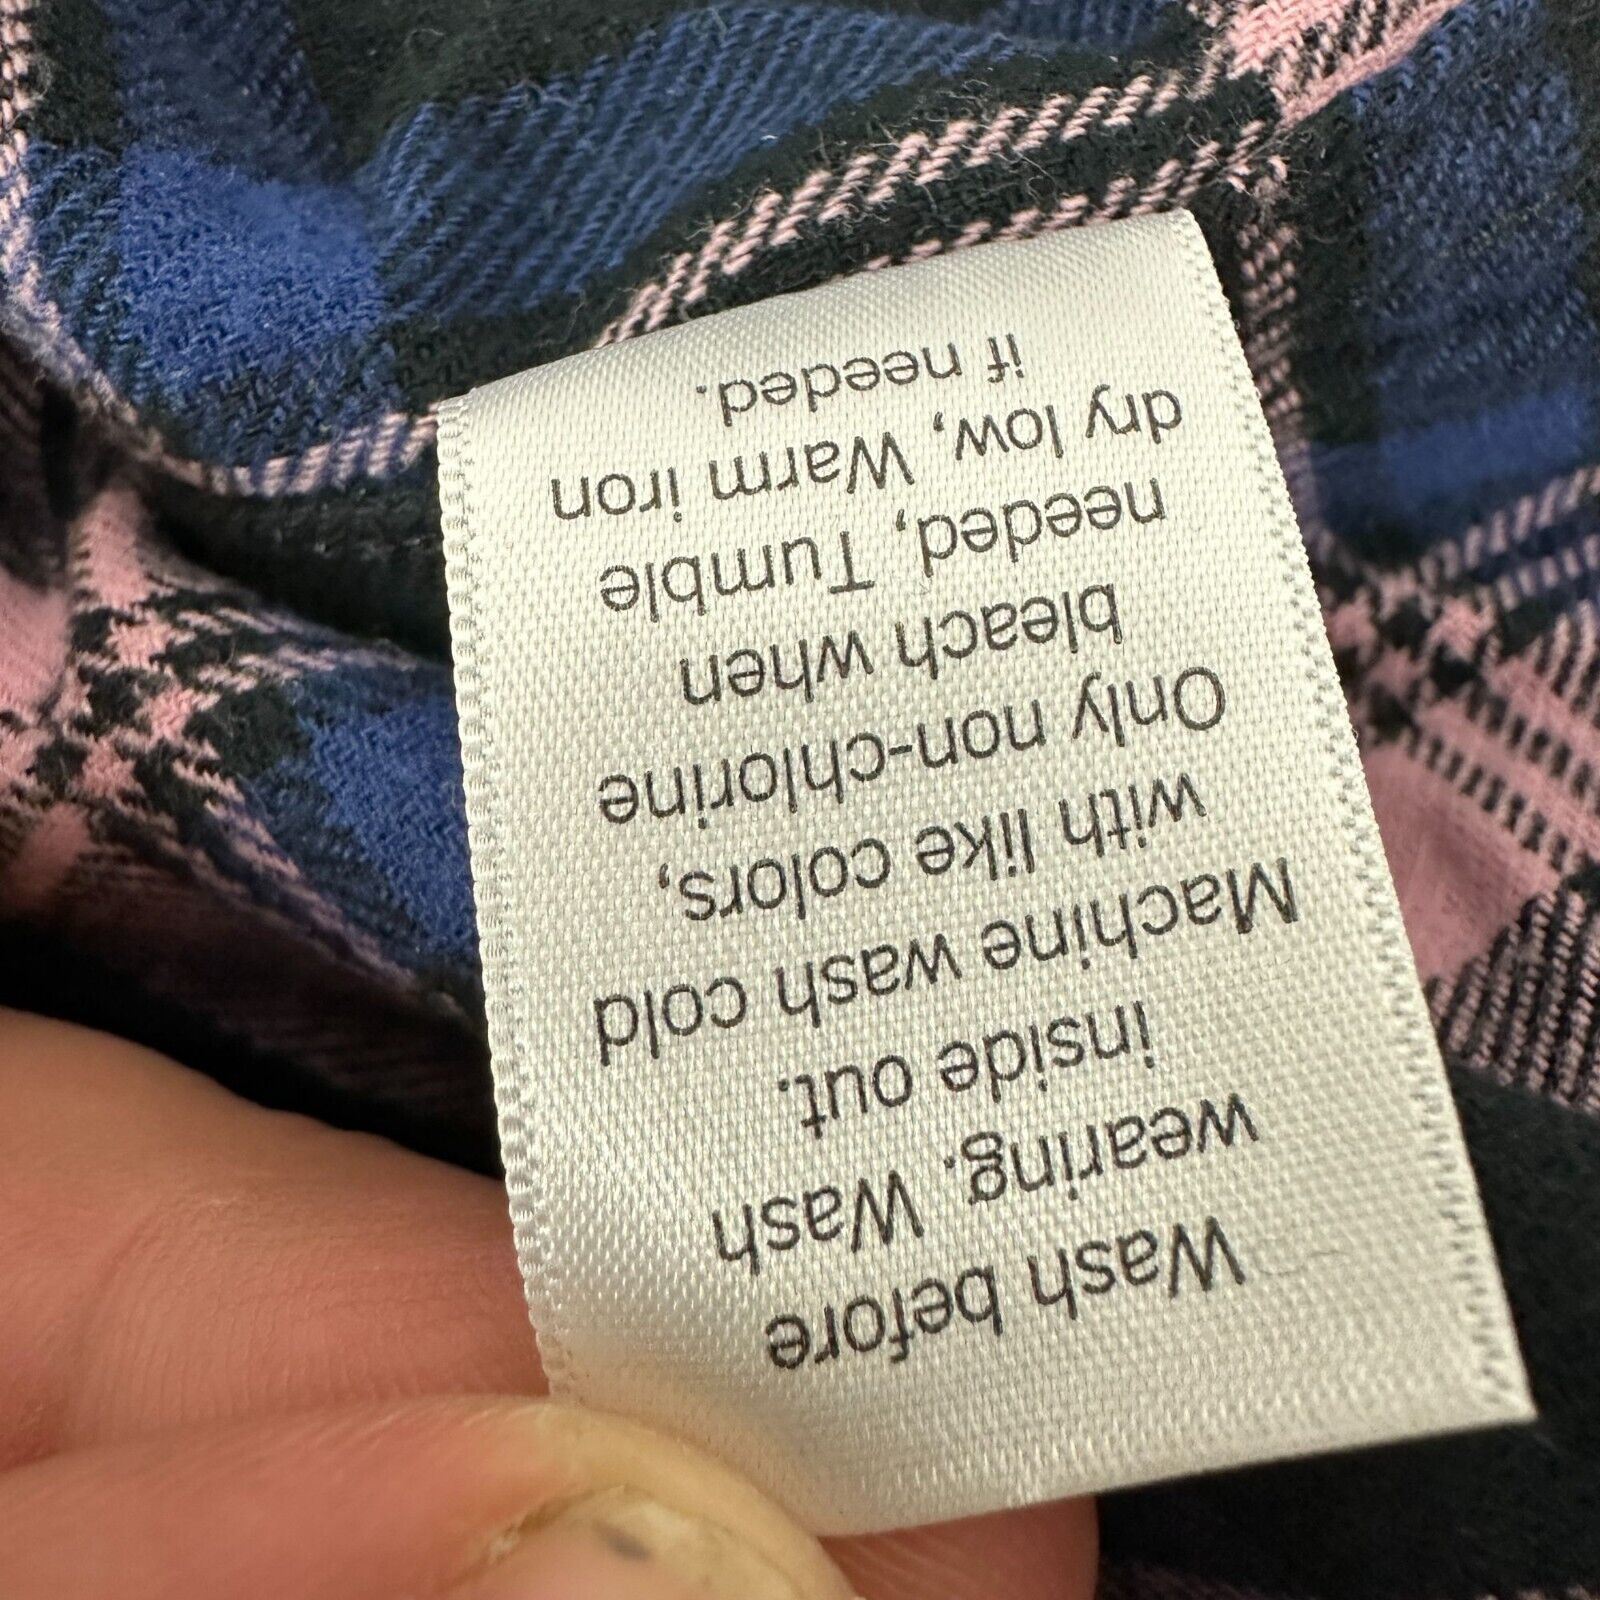 Wash before
wearing. Wash
inside out.
Machine wash cold
with like colors,
Only non-chlorine
bleach when
needed, Tumble
dry low, Warm iron
if needed.